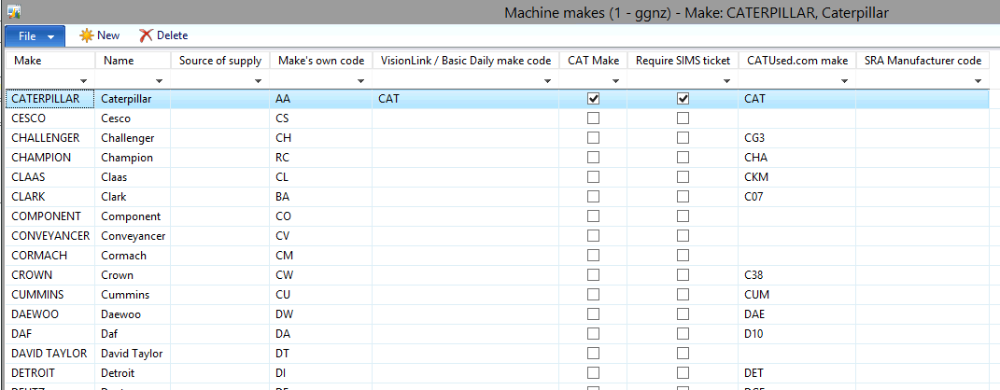 Machine makes (1 - ggnz) - Make: CATERPILLAR, Caterpillar
File New Delete
Make Name Source of supply Make's own code VisionLink / Basic Daily make code CAT Make Require SIMS ticket CATUsed.com make SRA Manufacturer code
CATERPILLAR Caterpillar AA CAT CAT
CESCO Cesco CS
CHALLENGER Challenger CH CG3
CHAMPION Champion RC CHA
CLAAS Claas CL CKM
CLARK Clark BA C07
COMPONENT Component CO
CONVEYANCER Conveyancer CV
CORMACH Cormach CM
CROWN Crown CW C38
CUMMINS Cummins CU CUM
DAEWOO Daewoo DW DAE
DAF Daf DA D10
DAVID TAYLOR David Taylor DT
DETROIT Detroit DI DET